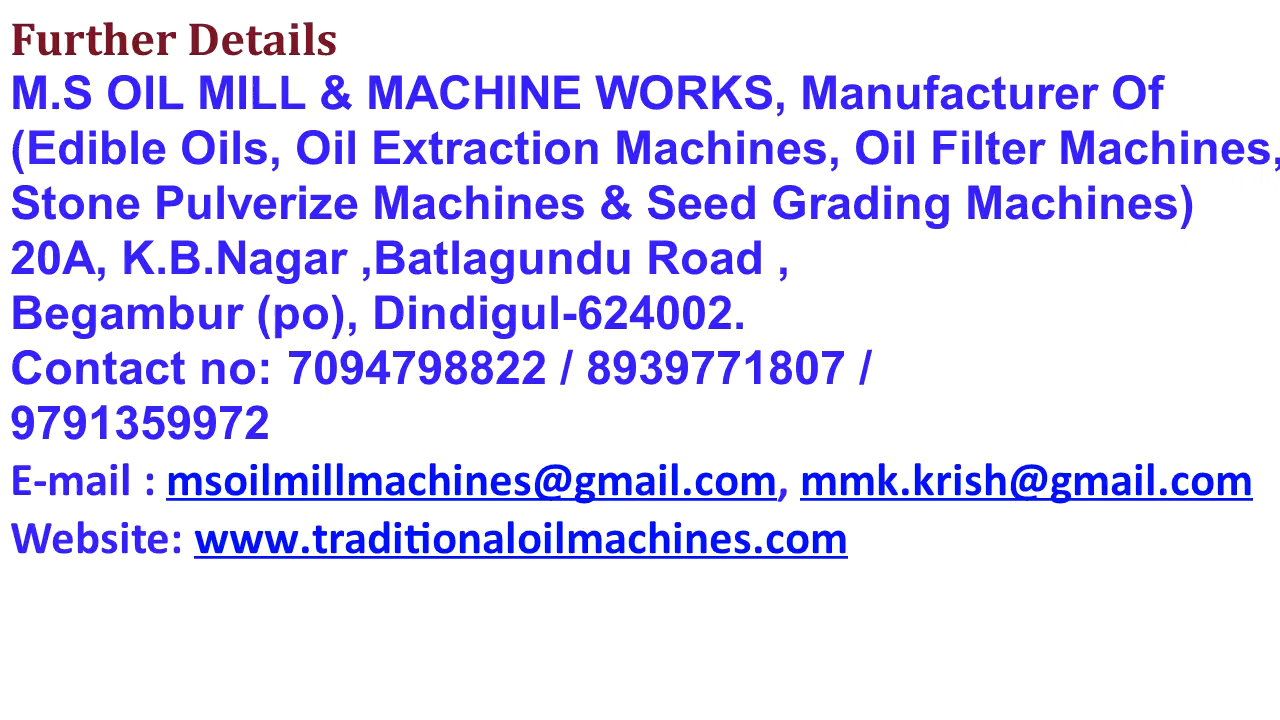 Further Details
M.S OIL MILL & MACHINE WORKS, Manufacturer Of
(Edible Oils, Oil Extraction Machines, Oil Filter Machines,
Stone Pulverize Machines & Seed Grading Machines)
20A, K.B.Nagar ,Batlagundu Road ,
Begambur (po), Dindigul-624002.
Contact no: 7094798822 / 8939771807 /
9791359972
E-mail : msoilmillmachines@gmail.com, mmk.krish@gmail.com
Website: www.traditionaloilmachines.com